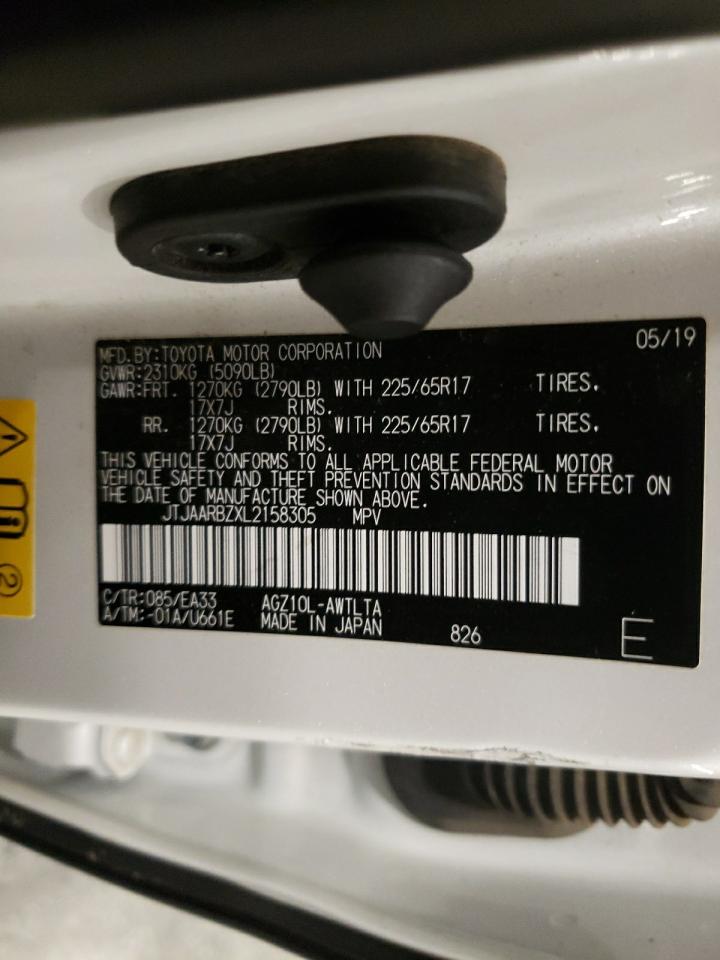 05/19
MFD.BY:TOYOTA MOTOR CORPORATION
GVWR:2310KG (5090LB)
GAWR:FRT. 1270KG (2790LB) WITH 225/65R17 TIRES.
17X7J RIMS.
RR. 1270KG (2790LB) WITH 225/65R17 TIRES.
17X7J RIMS.
THIS VEHICLE CONFORMS TO ALL APPLICABLE FEDERAL MOTOR
VEHICLE SAFETY AND THEFT PREVENTION STANDARDS IN EFFECT ON
THE DATE OF MANUFACTURE SHOWN ABOVE.
JTJAARBZXL2158305 MPV
C/TR:085/EA33 AGZ10L-AWTLTA
A/TM:-01A/U661E MADE IN JAPAN 826
E
2